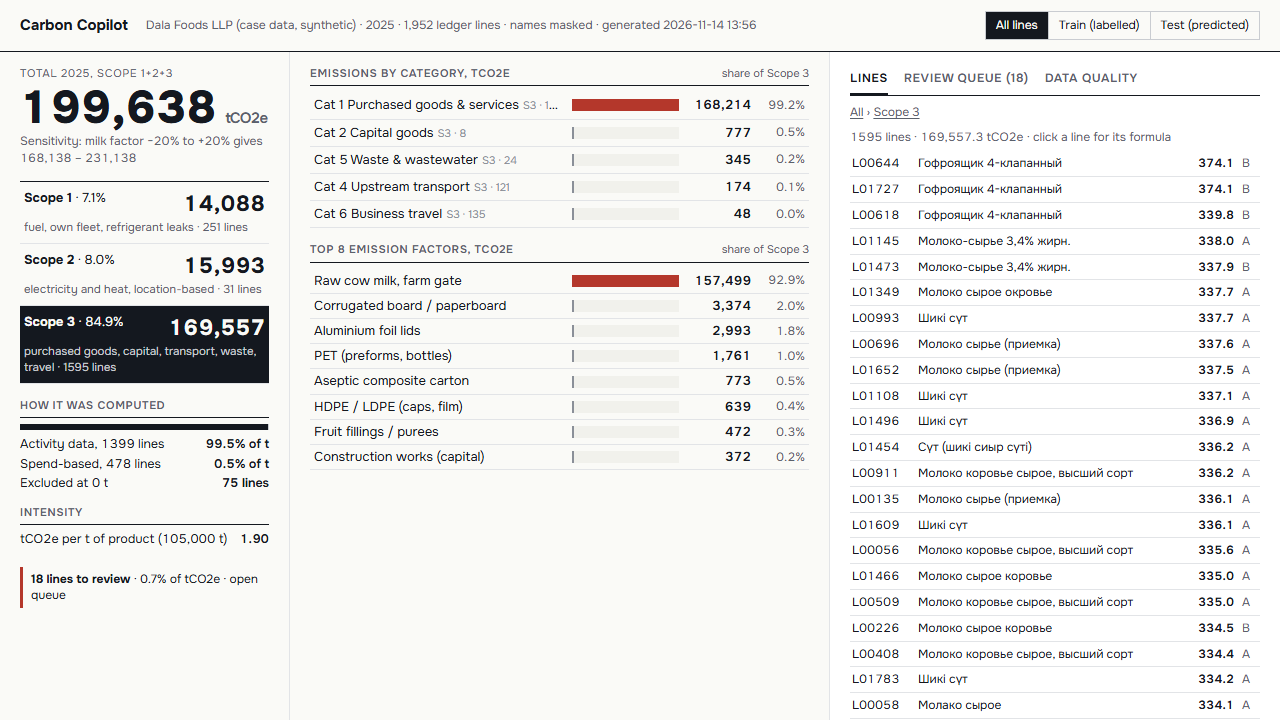 Carbon Copilot
Dala Foods LLP (case data, synthetic) · 2025 · 1,952 ledger lines · names masked · generated 2026-11-14 13:56
All lines
Train (labelled)
Test (predicted)
TOTAL 2025, SCOPE 1+2+3
199,638 tCO2e
Sensitivity: milk factor −20% to +20% gives
168,138 – 231,138
Scope 1 · 7.1% 14,088
fuel, own fleet, refrigerant leaks · 251 lines
Scope 2 · 8.0% 15,993
electricity and heat, location-based · 31 lines
Scope 3 · 84.9% 169,557
purchased goods, capital, transport, waste,
travel · 1595 lines
HOW IT WAS COMPUTED
Activity data, 1399 lines 99.5% of t
Spend-based, 478 lines 0.5% of t
Excluded at 0 t 75 lines
INTENSITY
tCO2e per t of product (105,000 t) 1.90
18 lines to review · 0.7% of tCO2e · open
queue
EMISSIONS BY CATEGORY, TCO2E share of Scope 3
Cat 1 Purchased goods & services S3 · 1... 168,214 99.2%
Cat 2 Capital goods S3 · 8 777 0.5%
Cat 5 Waste & wastewater S3 · 24 345 0.2%
Cat 4 Upstream transport S3 · 121 174 0.1%
Cat 6 Business travel S3 · 135 48 0.0%
TOP 8 EMISSION FACTORS, TCO2E share of Scope 3
Raw cow milk, farm gate 157,499 92.9%
Corrugated board / paperboard 3,374 2.0%
Aluminium foil lids 2,993 1.8%
PET (preforms, bottles) 1,761 1.0%
Aseptic composite carton 773 0.5%
HDPE / LDPE (caps, film) 639 0.4%
Fruit fillings / purees 472 0.3%
Construction works (capital) 372 0.2%
LINES REVIEW QUEUE (18) DATA QUALITY
All › Scope 3
1595 lines · 169,557.3 tCO2e · click a line for its formula
L00644 Гофроящик 4-клапанный 374.1 B
L01727 Гофроящик 4-клапанный 374.1 B
L00618 Гофроящик 4-клапанный 339.8 B
L01145 Молоко-сырье 3,4% жирн. 338.0 A
L01473 Молоко-сырье 3,4% жирн. 337.9 B
L01349 Молоко сырое окровье 337.7 A
L00993 Шикі сүт 337.7 A
L00696 Молоко сырье (приемка) 337.6 A
L01652 Молоко сырье (приемка) 337.5 A
L01108 Шикі сүт 337.1 A
L01496 Шикі сүт 336.9 A
L01454 Сүт (шикі сиыр сүті) 336.2 A
L00911 Молоко коровье сырое, высший сорт 336.2 A
L00135 Молоко сырье (приемка) 336.1 A
L01609 Шикі сүт 336.1 A
L00056 Молоко коровье сырое, высший сорт 335.6 A
L01466 Молоко сырое коровье 335.0 A
L00509 Молоко коровье сырое, высший сорт 335.0 A
L00226 Молоко сырое коровье 334.5 B
L00408 Молоко коровье сырое, высший сорт 334.4 A
L01783 Шикі сүт 334.2 A
L00058 Молако сырое 334.1 A